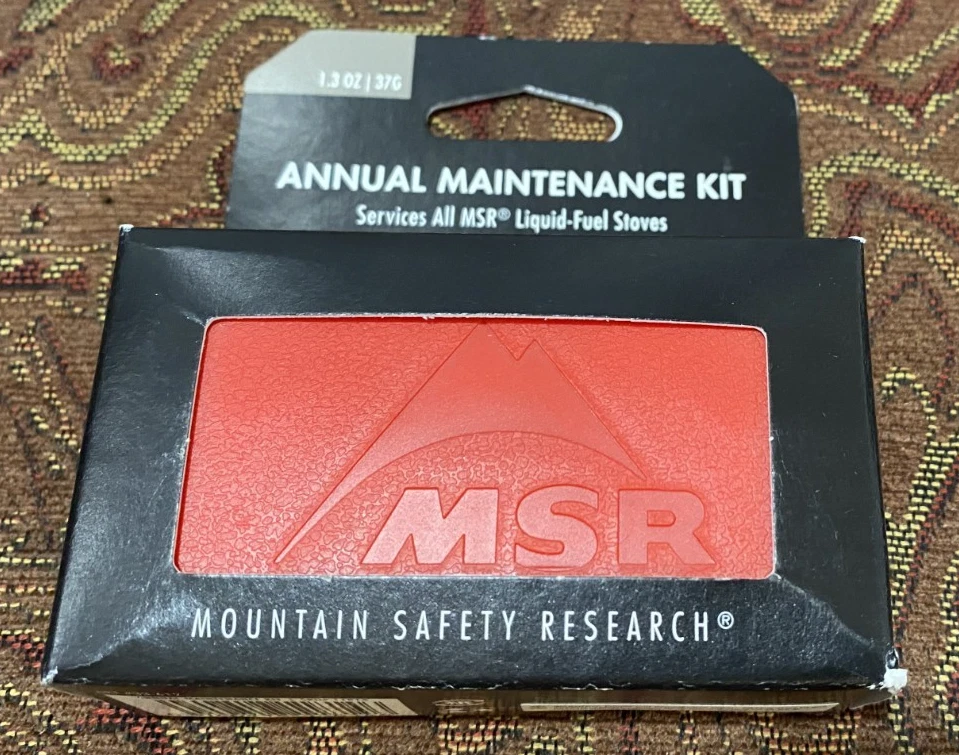 1.3 OZ | 37G
ANNUAL MAINTENANCE KIT
Services All MSR® Liquid-Fuel Stoves
MSR
MOUNTAIN SAFETY RESEARCH®